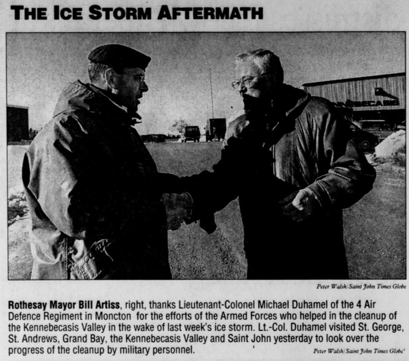 THE ICE STORM AFTERMATH
Peter Walsh/Saint John Times Globe
Rothesay Mayor Bill Artiss, right, thanks Lieutenant-Colonel Michael Duhamel of the 4 Air
Defence Regiment in Moncton for the efforts of the Armed Forces who helped in the cleanup of
the Kennebecasis Valley in the wake of last week's ice storm. Lt.-Col. Duhamel visited St. George,
St. Andrews, Grand Bay, the Kennebecasis Valley and Saint John yesterday to look over the
progress of the cleanup by military personnel. Peter Walsh/Saint John Times Globe'